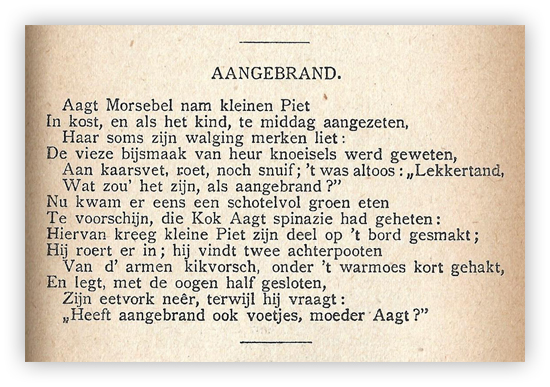 AANGEBRAND.
Aagt Morsebel nam kleinen Piet
In kost, en als het kind, te middag aangezeten,
Haar soms zijn walging merken liet:
De vieze bijsmaak van heur knoeisels werd geweten,
Aan kaarsvet, roet, noch snuif; 't was altoos: „Lekkertand,
Wat zou' het zijn, als aangebrand?"
Nu kwam er eens een schotelvol groen eten
Te voorschijn, die Kok Aagt spinazie had geheten:
Hiervan kreeg kleine Piet zijn deel op 't bord gesmakt;
Hij roert er in; hij vindt twee achterpooten
Van d' armen kikvorsch, onder 't warmoes kort gehakt,
En legt, met de oogen half gesloten,
Zijn eetvork neêr, terwijl hij vraagt:
„Heeft aangebrand ook voetjes, moeder Aagt?"